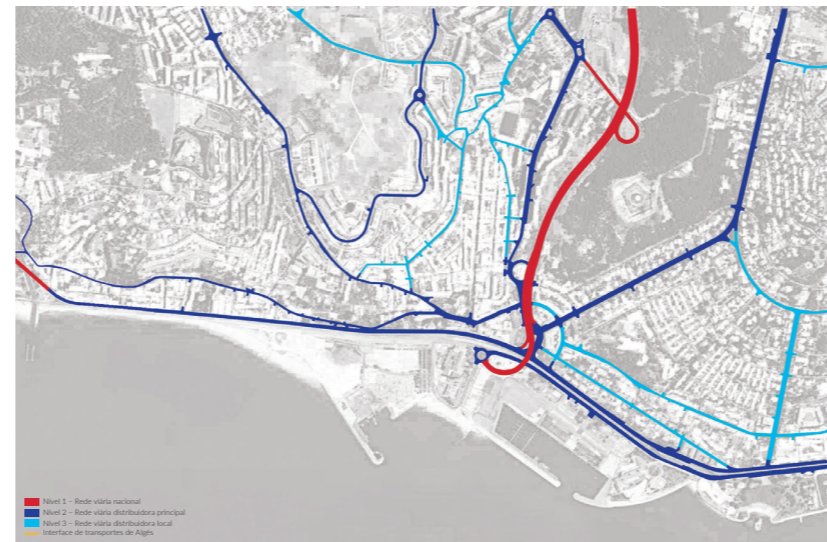 Nível 1 – Rede viária nacional
Nível 2 – Rede viária distribuidora principal
Nível 3 – Rede viária distribuidora local
Interface de transportes de Algés